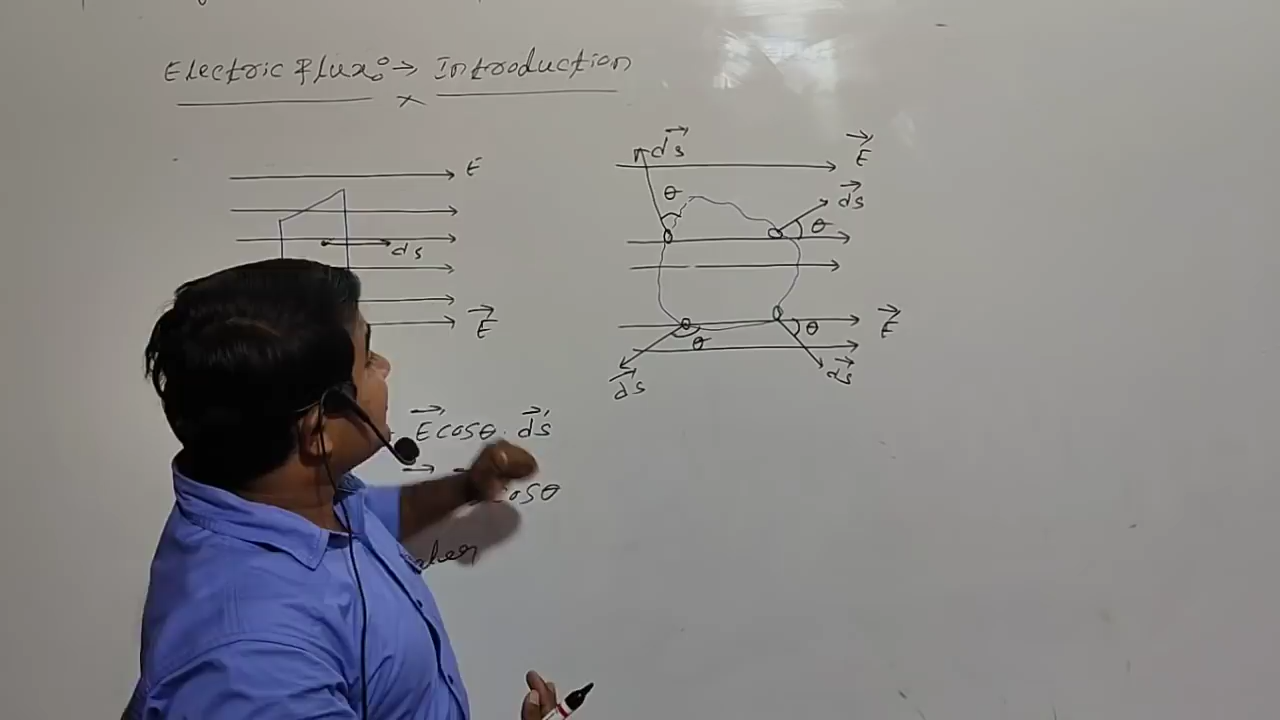 Electric flux:→ Introduction
E
ds
E
Ecosθ. ds
cosθ
ds
E
θ
ds
θ
E
θ
θ
ds
ds